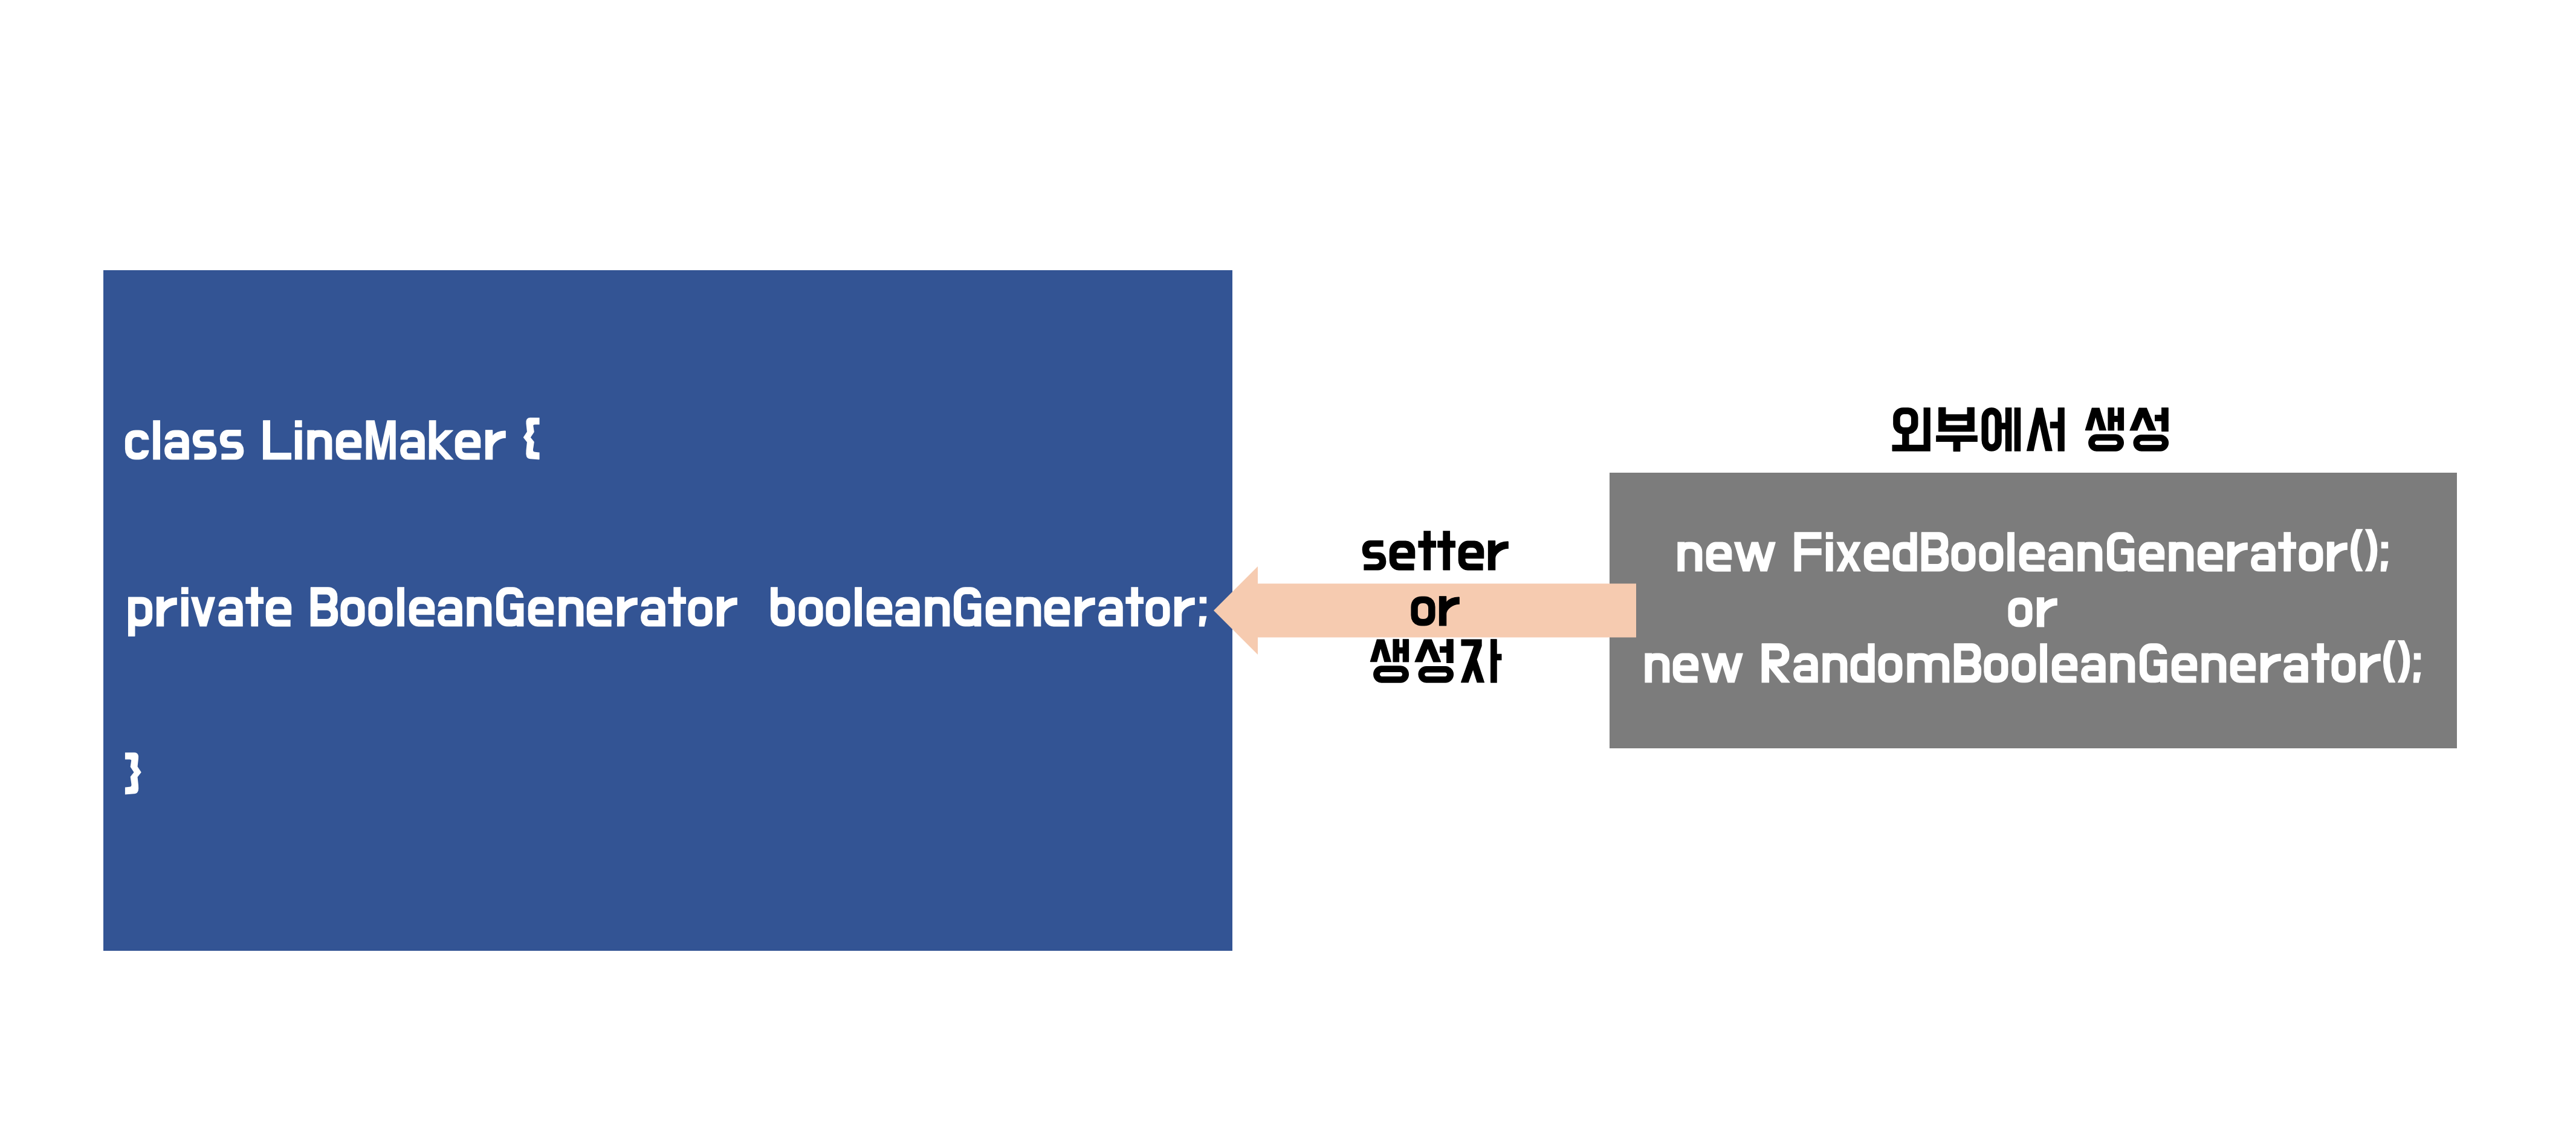 class LineMaker {
private BooleanGenerator  booleanGenerator;
}
setter
or
생성자
외부에서 생성
new FixedBooleanGenerator();
or
new RandomBooleanGenerator();